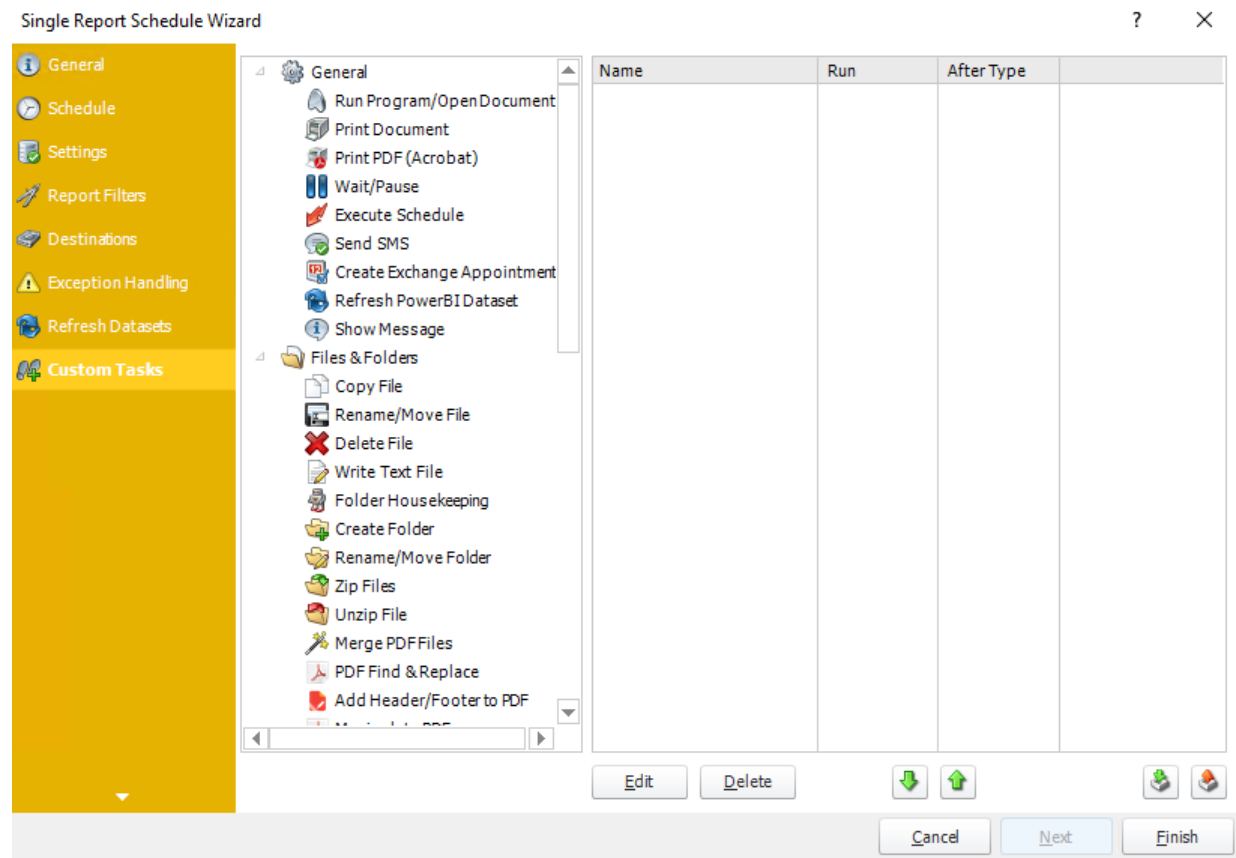 Single Report Schedule Wizard
?
General
Schedule
Settings
Report Filters
Destinations
Exception Handling
Refresh Datasets
Custom Tasks
General
Run Program/Open Document
Print Document
Print PDF (Acrobat)
Wait/Pause
Execute Schedule
Send SMS
Create Exchange Appointment
Refresh PowerBI Dataset
Show Message
Files & Folders
Copy File
Rename/Move File
Delete File
Write Text File
Folder Housekeeping
Create Folder
Rename/Move Folder
Zip Files
Unzip File
Merge PDF Files
PDF Find & Replace
Add Header/Footer to PDF
Name Run After Type
Edit Delete
Cancel Next Finish